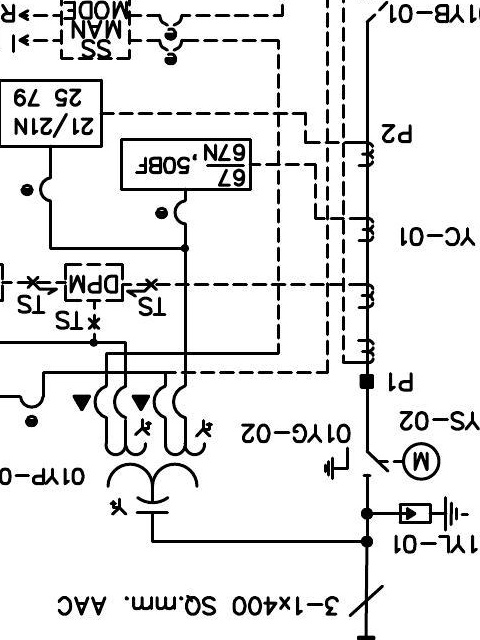 3-1x400 SQ.mm. AAC
1YL-01
M
01YG-02
01YP-0
YS-02
P1
TS
TS
TS
DPM
YC-01
67
67N, 50BF
P2
21/21N
25 79
SS
MAN
MODE
1YB-01